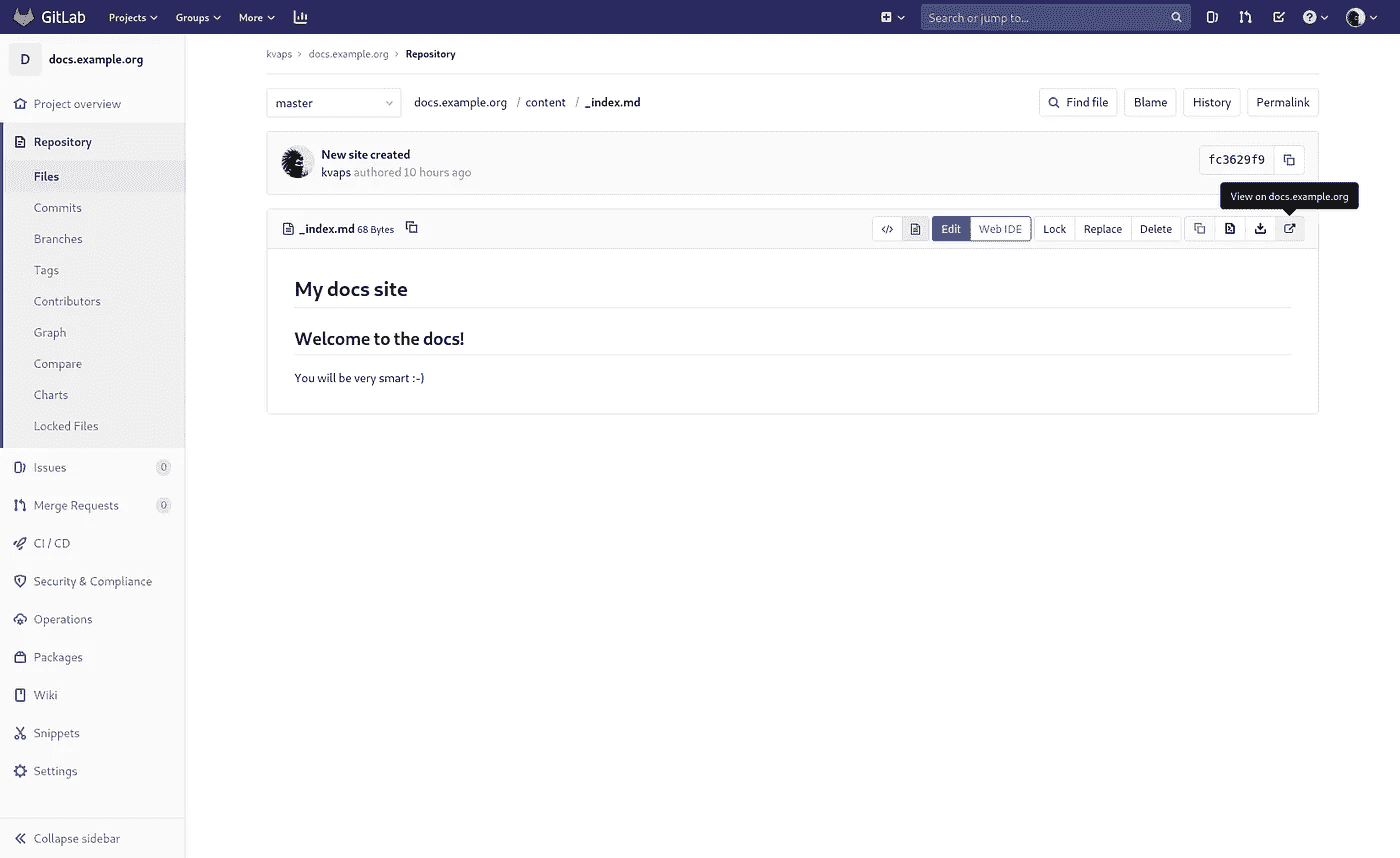 GitLab Projects Groups More Search or jump to...
D docs.example.org
Project overview
Repository
Files
Commits
Branches
Tags
Contributors
Graph
Compare
Charts
Locked Files
Issues 0
Merge Requests 0
CI / CD
Security & Compliance
Operations
Packages
Wiki
Snippets
Settings
Collapse sidebar
kvaps > docs.example.org > Repository
master docs.example.org / content / _index.md Find file Blame History Permalink
New site created
kvaps authored 10 hours ago
fc3629f9
View on docs.example.org
_index.md 68 Bytes </> Edit Web IDE Lock Replace Delete
My docs site
Welcome to the docs!
You will be very smart :-)